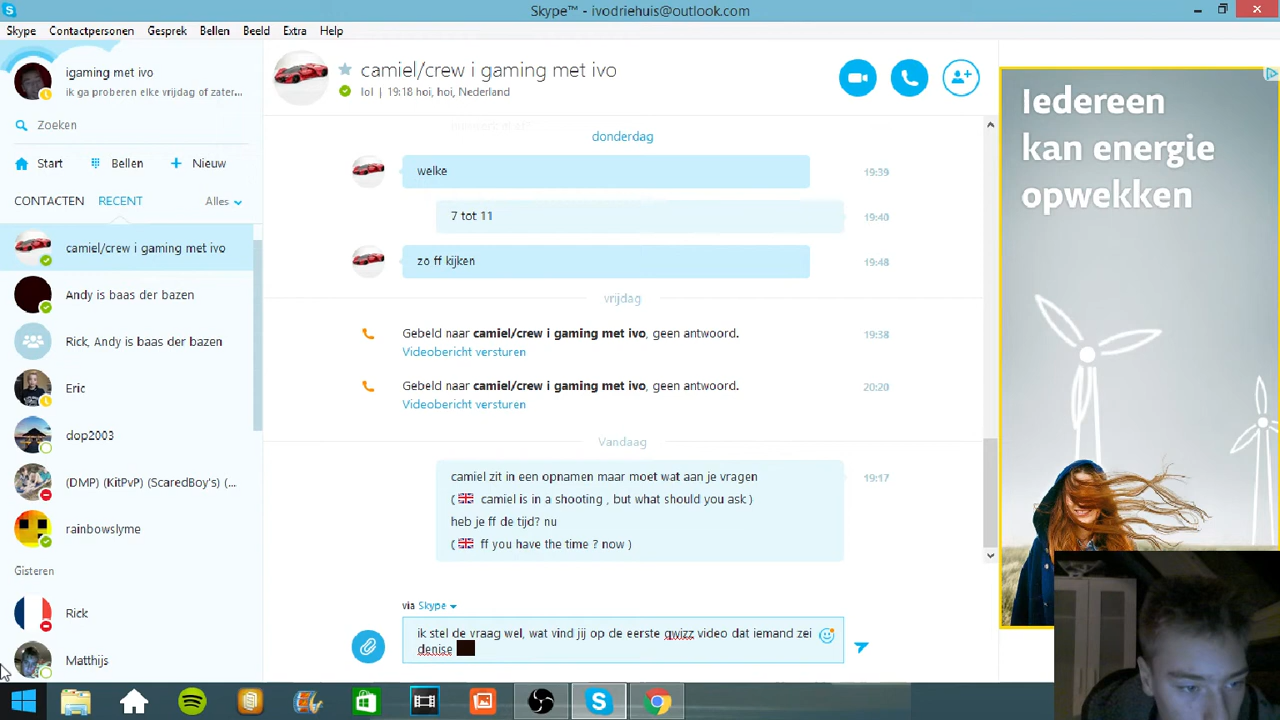 Skype™ - ivodriehuis@outlook.com
Skype Contactpersonen Gesprek Bellen Beeld Extra Help
igaming met ivo
ik ga proberen elke vrijdag of zater...
Zoeken
Start Bellen Nieuw
CONTACTEN RECENT Alles
camiel/crew i gaming met ivo
Andy is baas der bazen
Rick, Andy is baas der bazen
Eric
dop2003
(DMP) (KitPvP) (ScaredBoy's) (...
rainbowslyme
Gisteren
Rick
Matthijs
camiel/crew i gaming met ivo
lol | 19:18 hoi, hoi, Nederland
donderdag
welke 19:39
7 tot 11 19:40
zo ff kijken 19:48
vrijdag
Gebeld naar camiel/crew i gaming met ivo, geen antwoord. 19:38
Videobericht versturen
Gebeld naar camiel/crew i gaming met ivo, geen antwoord. 20:20
Videobericht versturen
Vandaag
camiel zit in een opnamen maar moet wat aan je vragen 19:17
( camiel is in a shooting , but what should you ask )
heb je ff de tijd? nu
( ff you have the time ? now )
via Skype
ik stel de vraag wel, wat vind jij op de eerste qwizz video dat iemand zei
denise
Iedereen
kan energie
opwekken